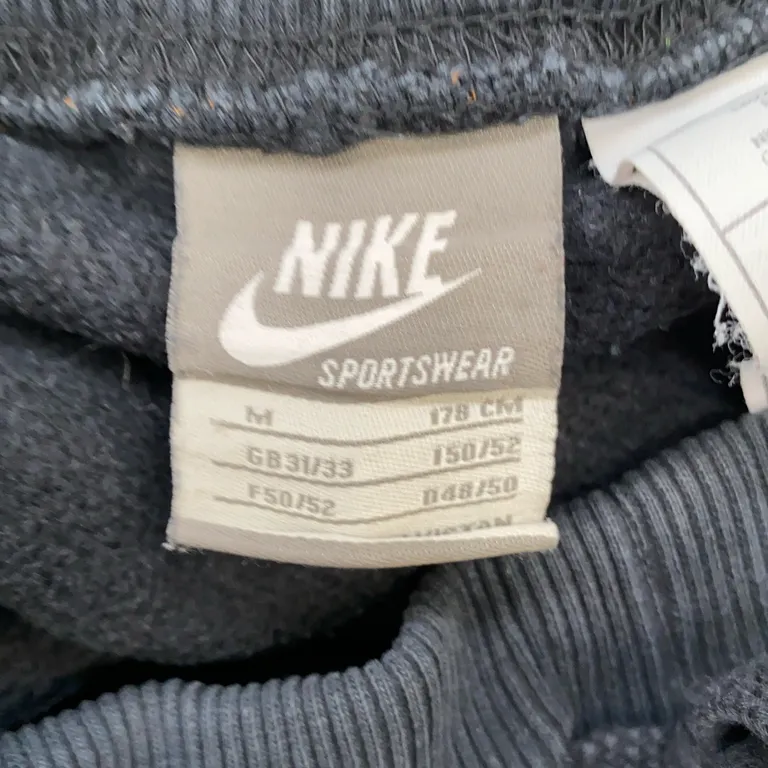 NIKE
SPORTSWEAR
M 178 CM
GB31/33 I50/52
F50/52 D48/50